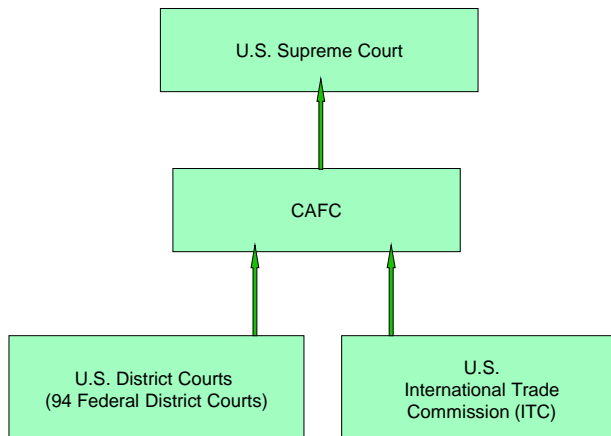 U.S. Supreme Court
CAFC
U.S. District Courts
(94 Federal District Courts)
U.S.
International Trade
Commission (ITC)